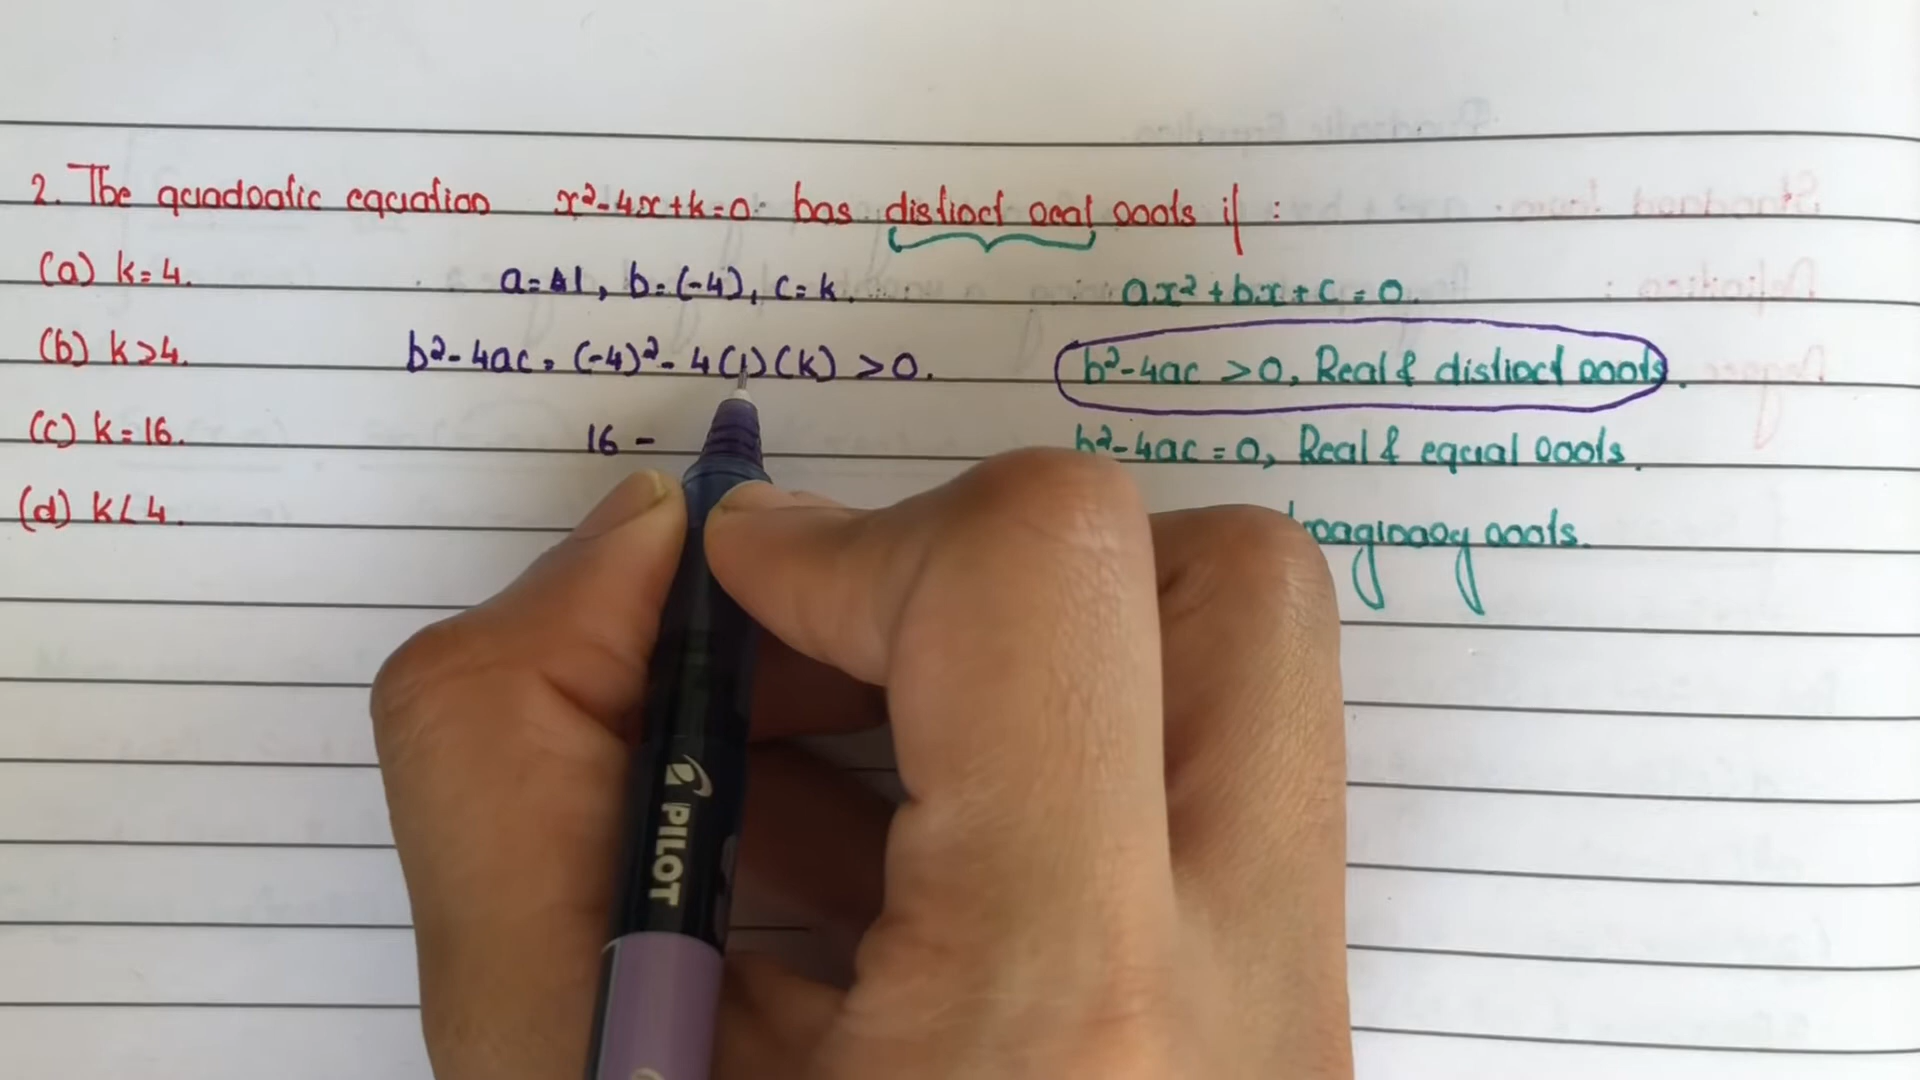 2. The quadratic equation x²-4x+k=0 has distinct real roots if :
(a) k=4. a=1, b=(-4), c=k. ax²+bx+c=0.
(b) k>4. b²-4ac = (-4)²-4(1)(k) >0. b²-4ac >0, Real & distinct roots.
(c) k=16. 16 - b²-4ac =0, Real & equal roots.
(d) k<4. roots.
PILOT